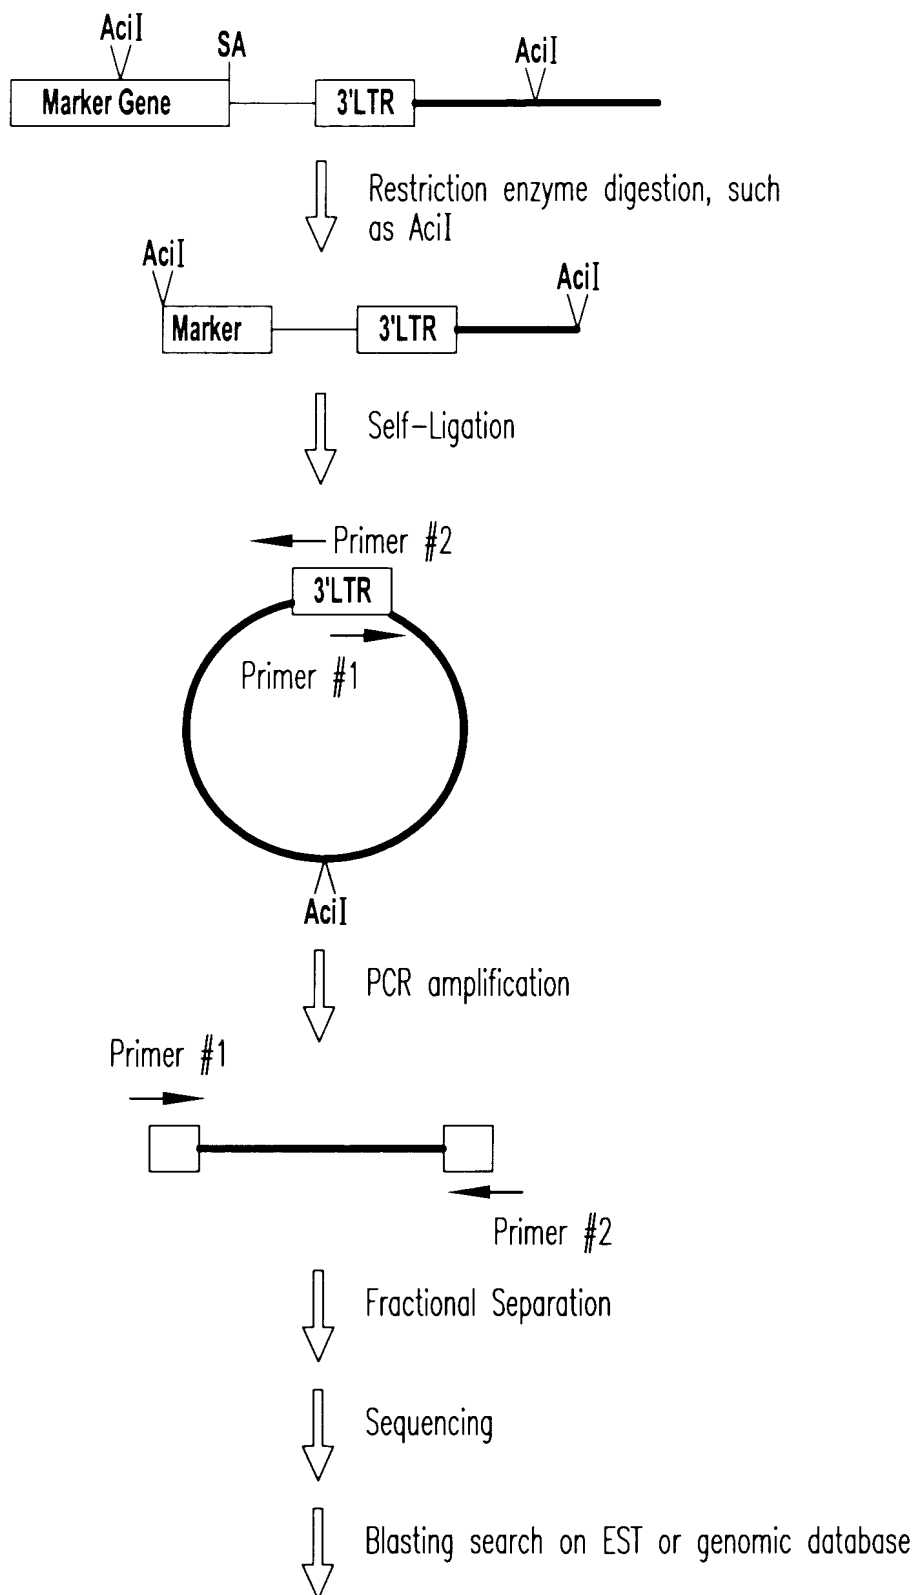 AciI
SA
AciI
Marker Gene
3'LTR
Restriction enzyme digestion, such
as AciI
AciI
AciI
Marker
3'LTR
Self-Ligation
Primer #2
3'LTR
Primer #1
AciI
PCR amplification
Primer #1
Primer #2
Fractional Separation
Sequencing
Blasting search on EST or genomic database